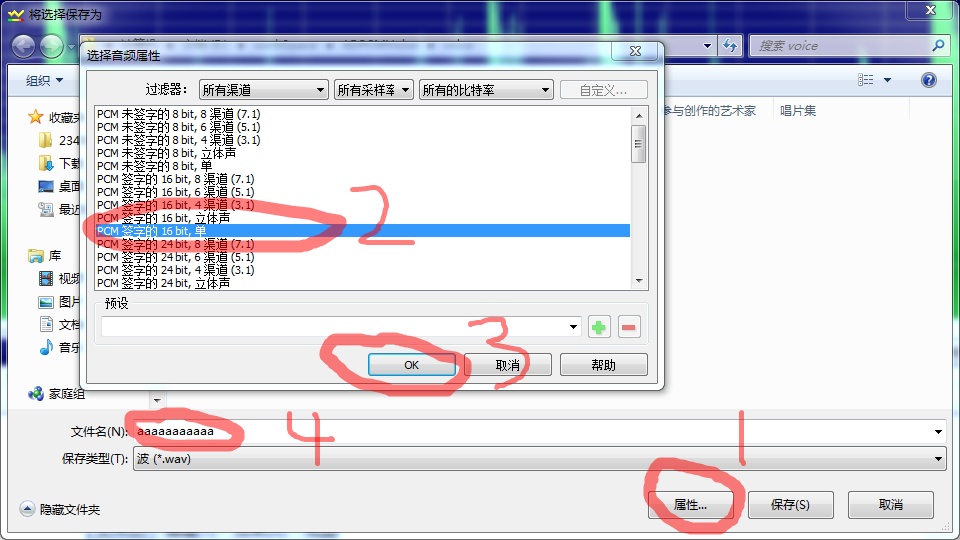 将选择保存为
搜索 voice
组织
选择音频属性
过滤器: 所有渠道 所有采样率 所有的比特率 自定义...
参与创作的艺术家 唱片集
收藏夹
234
下载
桌面
最近
库
视频
图片
文档
音乐
家庭组
PCM 未签字的 8 bit, 8 渠道 (7.1)
PCM 未签字的 8 bit, 6 渠道 (5.1)
PCM 未签字的 8 bit, 4 渠道 (3.1)
PCM 未签字的 8 bit, 立体声
PCM 未签字的 8 bit, 单
PCM 签字的 16 bit, 8 渠道 (7.1)
PCM 签字的 16 bit, 6 渠道 (5.1)
PCM 签字的 16 bit, 4 渠道 (3.1)
PCM 签字的 16 bit, 立体声
PCM 签字的 16 bit, 单
PCM 签字的 24 bit, 8 渠道 (7.1)
PCM 签字的 24 bit, 6 渠道 (5.1)
PCM 签字的 24 bit, 4 渠道 (3.1)
PCM 签字的 24 bit, 立体声
2
预设
3
OK 取消 帮助
文件名(N): aaaaaaaaaaa
4
1
保存类型(T): 波 (*.wav)
隐藏文件夹 属性... 保存(S) 取消